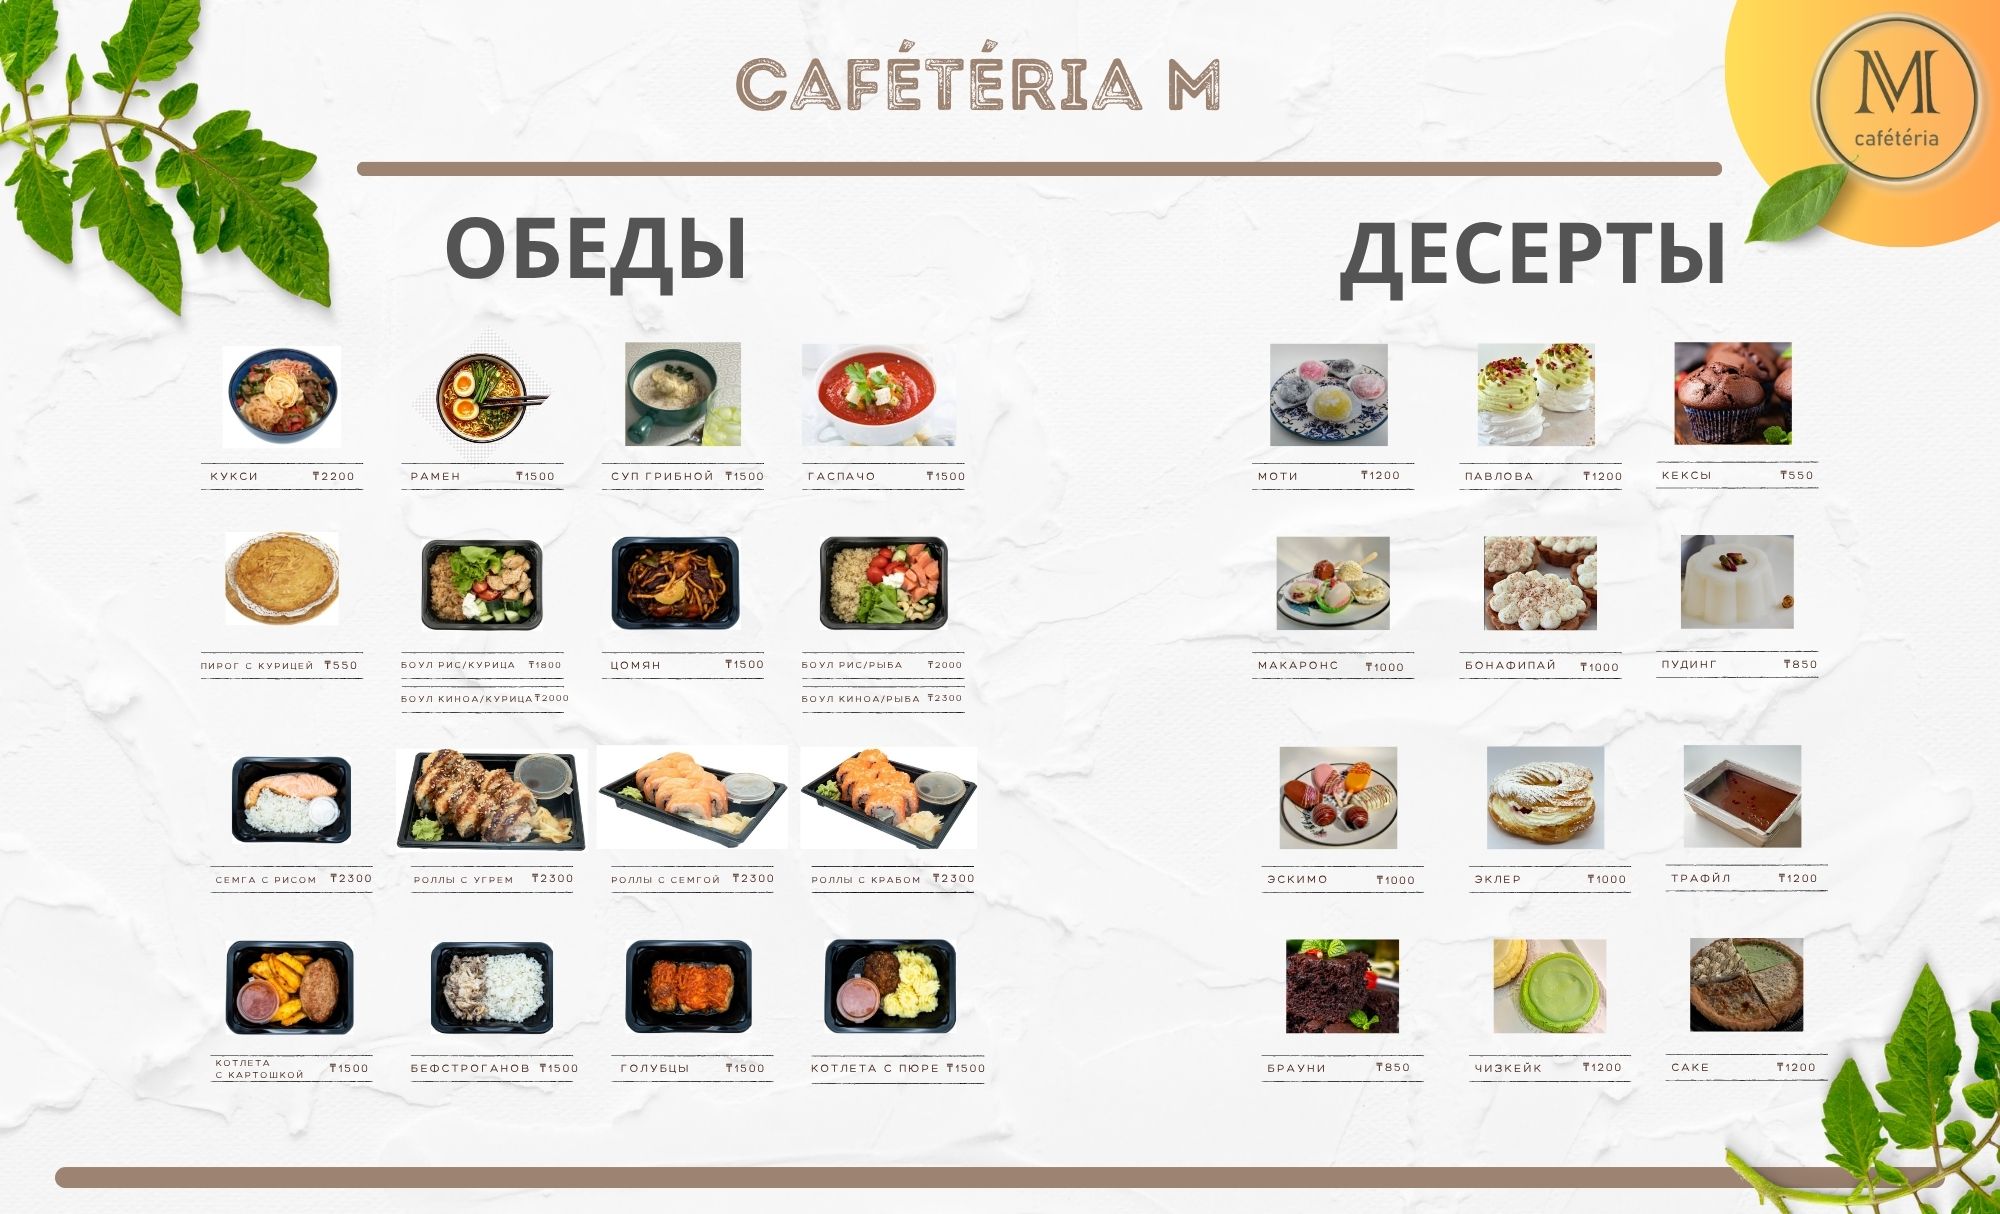 CAFÉTÉRIA M
M
cafétéria
ОБЕДЫ
ДЕСЕРТЫ
КУКСИ ₸2200
РАМЕН ₸1500
СУП ГРИБНОЙ ₸1500
ГАСПАЧО ₸1500
МОТИ ₸1200
ПАВЛОВА ₸1200
КЕКСЫ ₸550
ПИРОГ С КУРИЦЕЙ ₸550
БОУЛ РИС/КУРИЦА ₸1800
БОУЛ КИНОА/КУРИЦА ₸2000
ЦОМЯН ₸1500
БОУЛ РИС/РЫБА ₸2000
БОУЛ КИНОА/РЫБА ₸2300
МАКАРОНС ₸1000
БОНАФИПАЙ ₸1000
ПУДИНГ ₸850
СЕМГА С РИСОМ ₸2300
РОЛЛЫ С УГРЕМ ₸2300
РОЛЛЫ С СЕМГОЙ ₸2300
РОЛЛЫ С КРАБОМ ₸2300
ЭСКИМО ₸1000
ЭКЛЕР ₸1000
ТРАФЙЛ ₸1200
КОТЛЕТА
С КАРТОШКОЙ ₸1500
БЕФСТРОГАНОВ ₸1500
ГОЛУБЦЫ ₸1500
КОТЛЕТА С ПЮРЕ ₸1500
БРАУНИ ₸850
ЧИЗКЕЙК ₸1200
САКЕ ₸1200